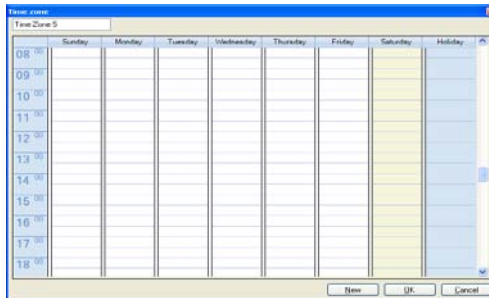 Time zone
Time Zone 5
Sunday Monday Tuesday Wednesday Thursday Friday Saturday Holiday
08 00
09 00
10 00
11 00
12 00
13 00
14 00
15 00
16 00
17 00
18 00
New OK Cancel